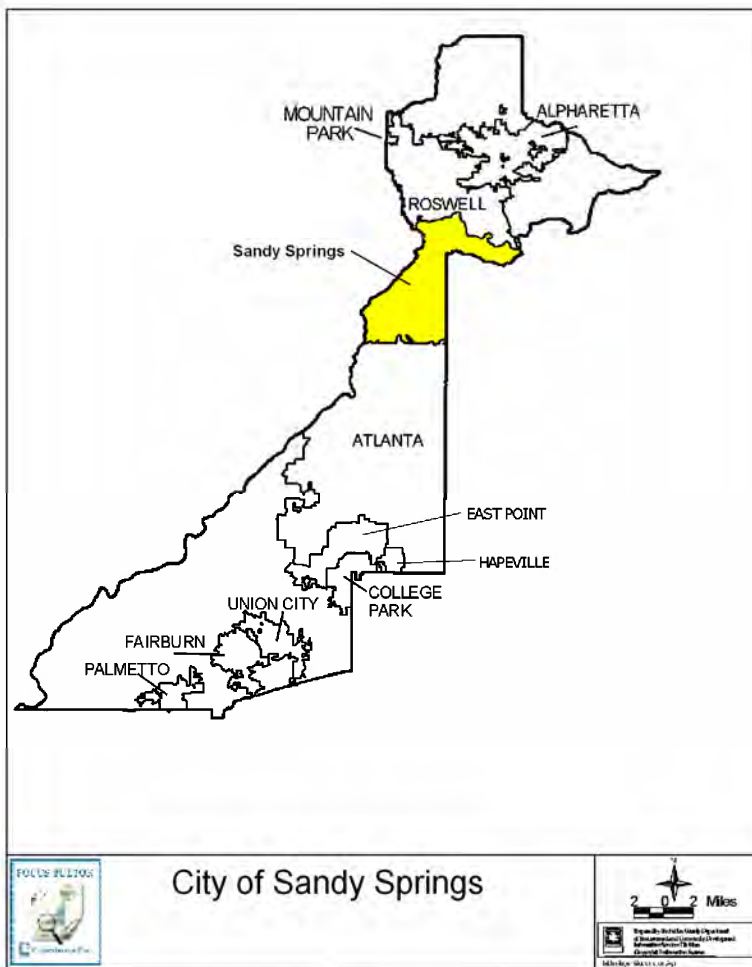 MOUNTAIN
PARK
ALPHARETTA
ROSWELL
Sandy Springs
ATLANTA
EAST POINT
HAPEVILLE
COLLEGE
PARK
UNION CITY
FAIRBURN
PALMETTO
FOCUS FULTON
City of Sandy Springs
N
2 0 2 Miles